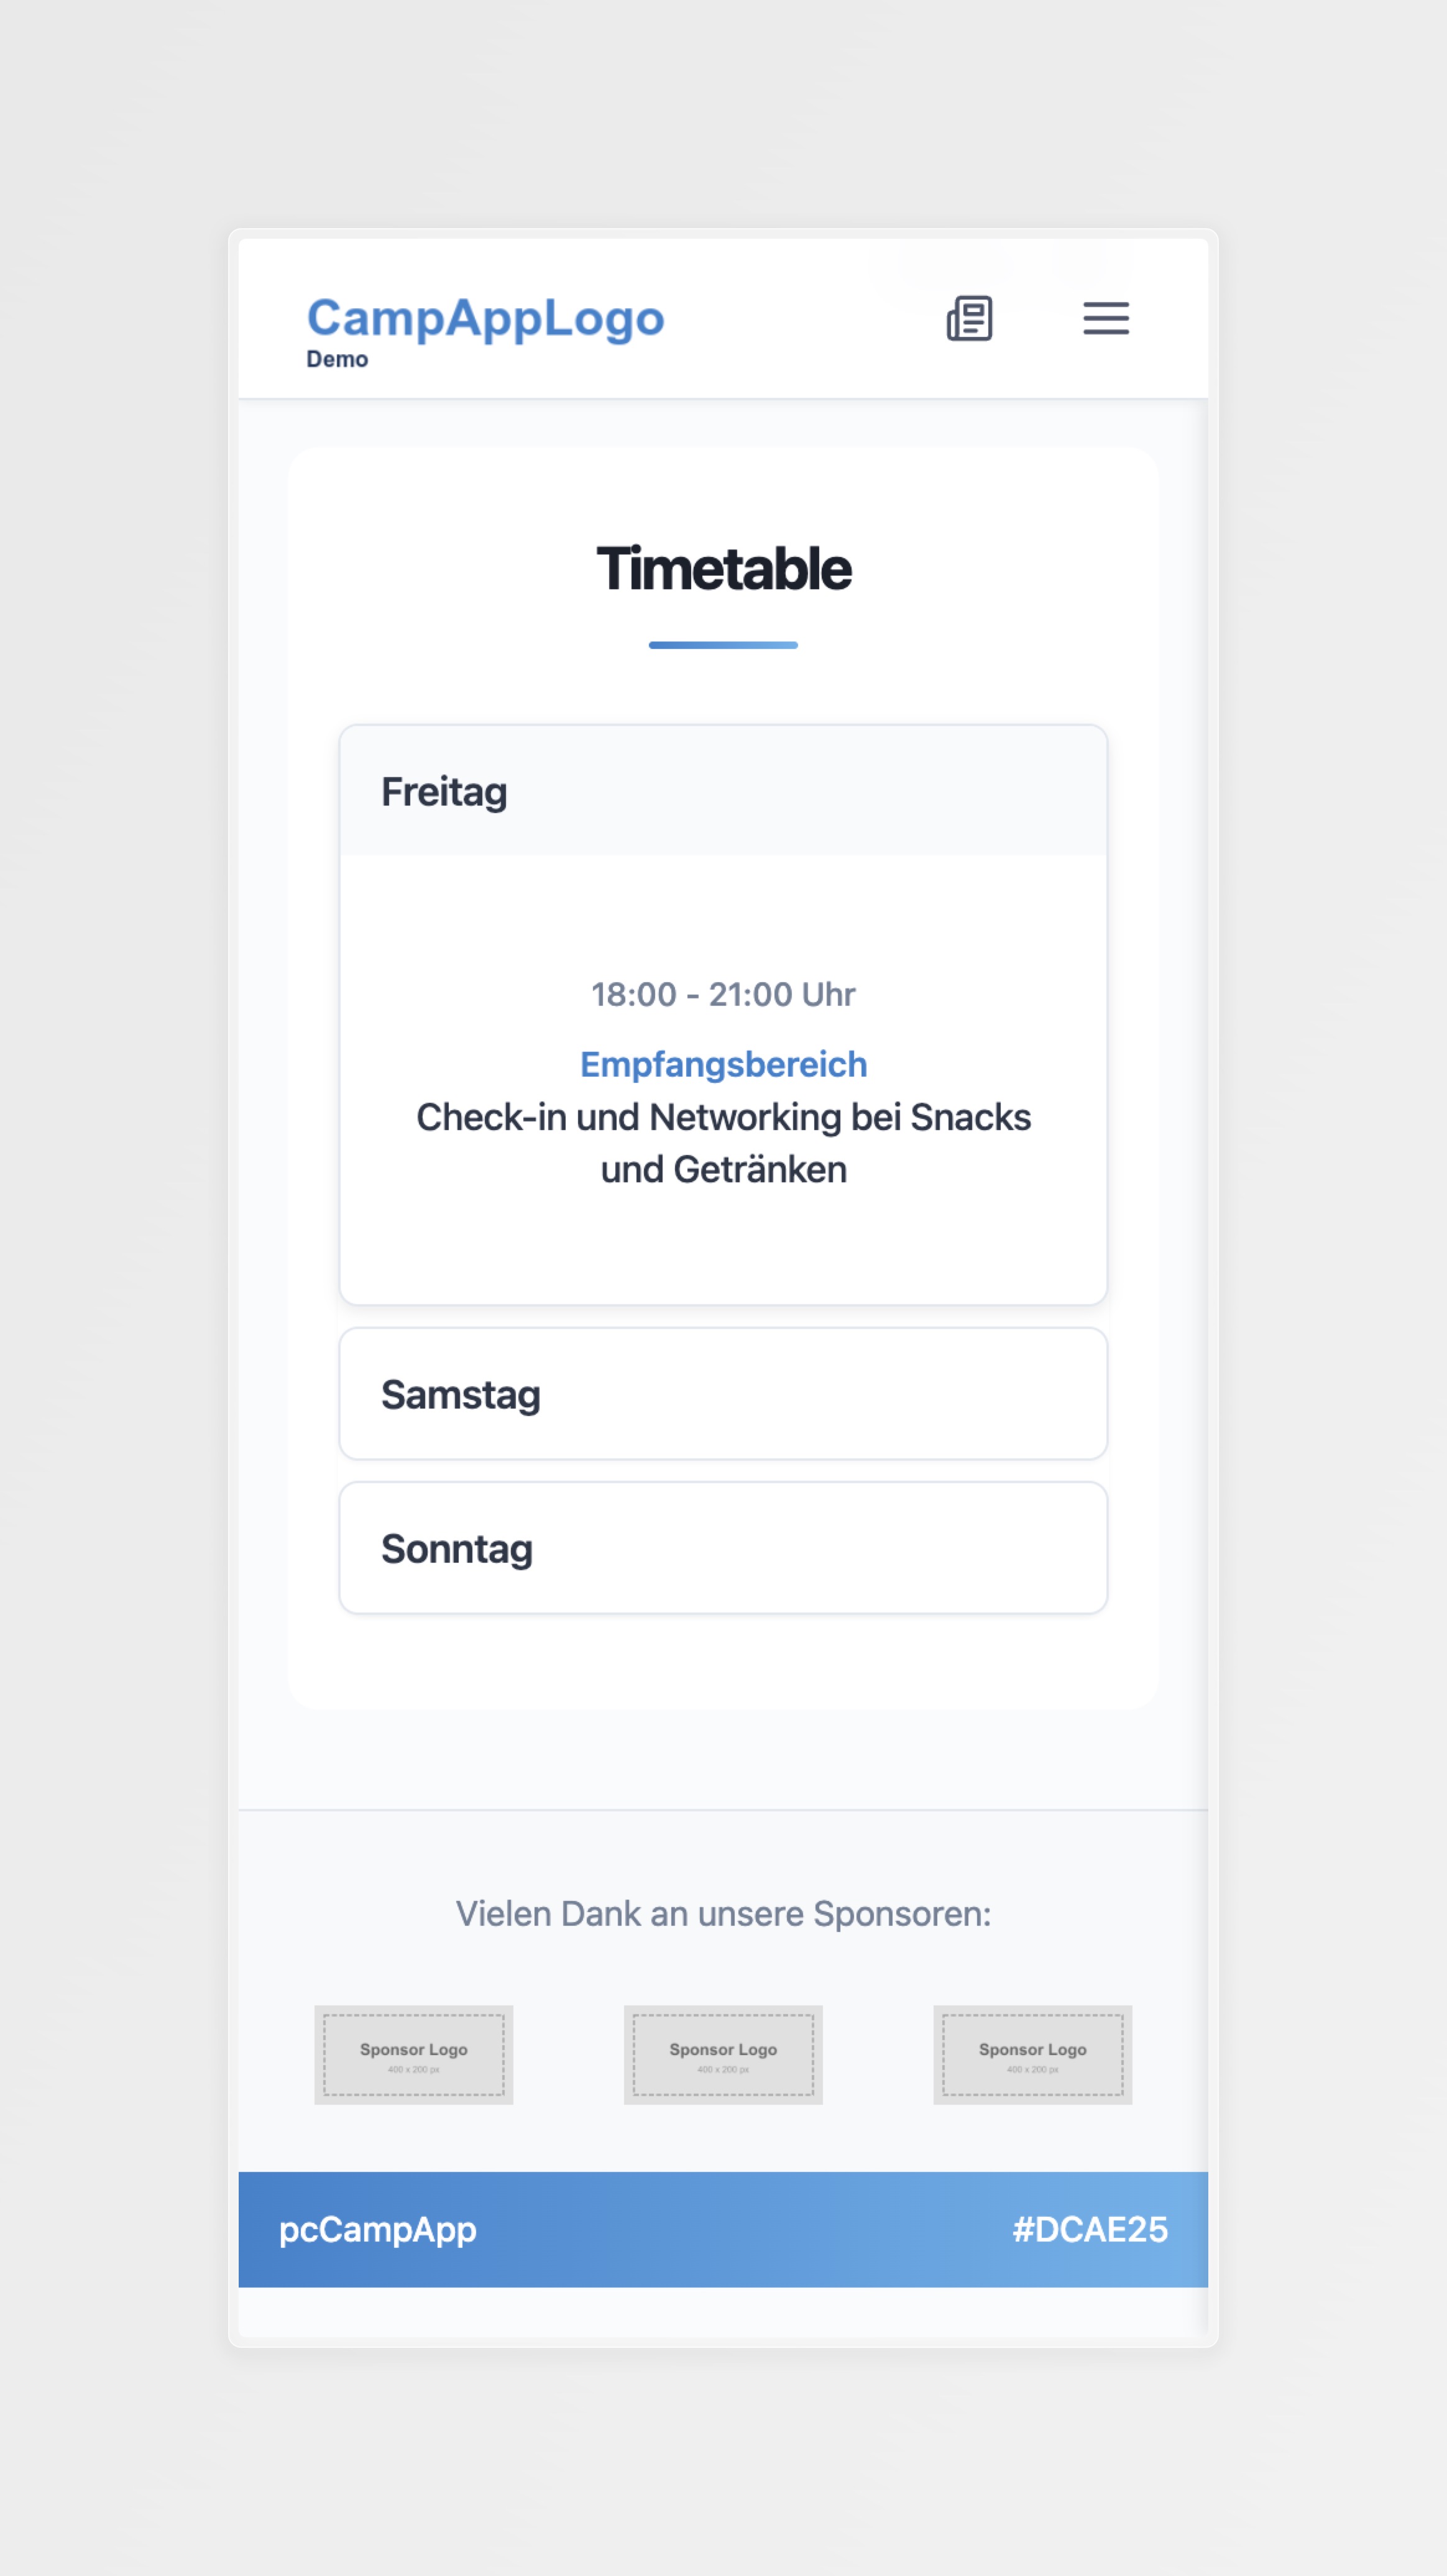 CampAppLogo
Demo
Timetable
Freitag
18:00 - 21:00 Uhr
Empfangsbereich
Check-in und Networking bei Snacks
und Getränken
Samstag
Sonntag
Vielen Dank an unsere Sponsoren:
Sponsor Logo
400 x 200 px
Sponsor Logo
400 x 200 px
Sponsor Logo
400 x 200 px
pcCampApp
#DCAE25